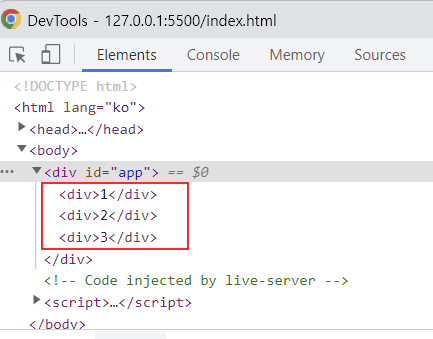 DevTools - 127.0.0.1:5500/index.html
Elements Console Memory Sources
<!DOCTYPE html>
<html lang="ko">
<head>…</head>
<body>
··· <div id="app"> == $0
<div>1</div>
<div>2</div>
<div>3</div>
</div>
<!-- Code injected by live-server -->
<script>…</script>
</body>